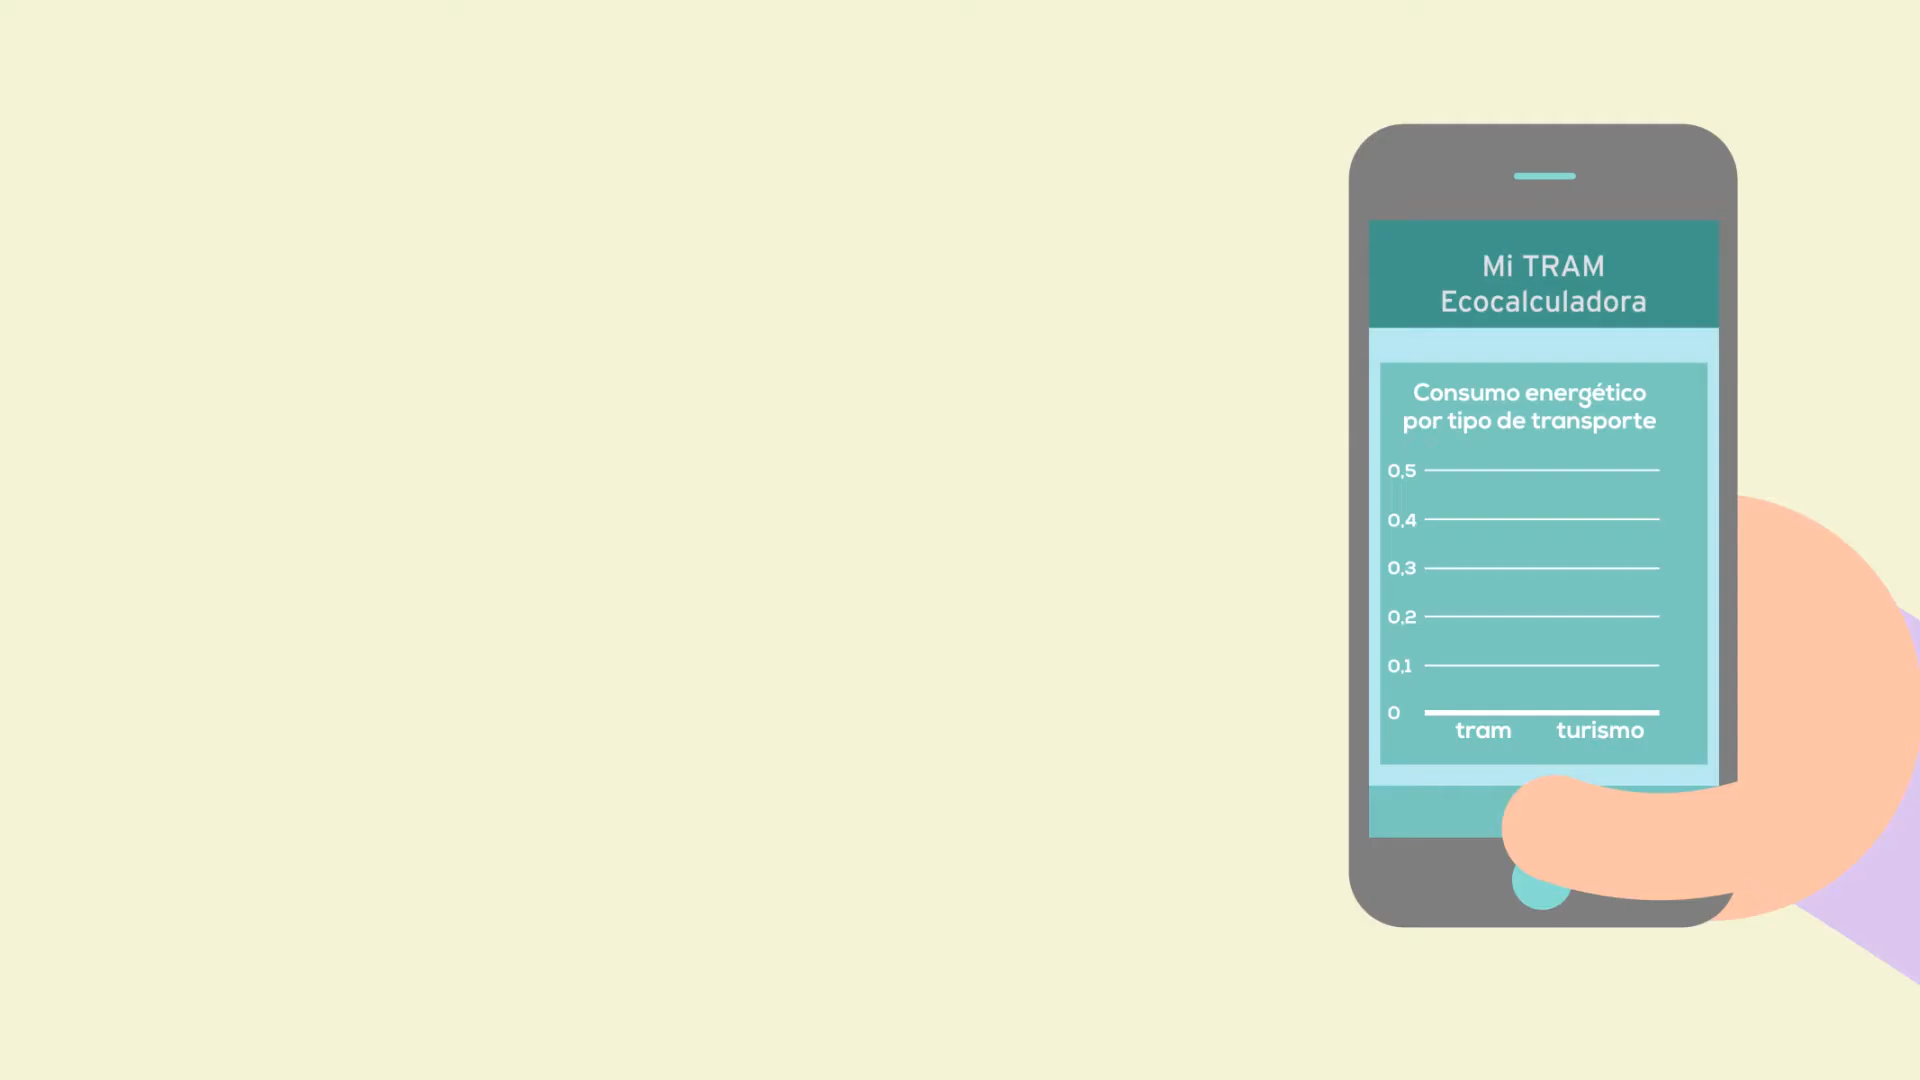 Mi TRAM
Ecocalculadora
Consumo energético
por tipo de transporte
0,5
0,4
0,3
0,2
0,1
0
tram turismo